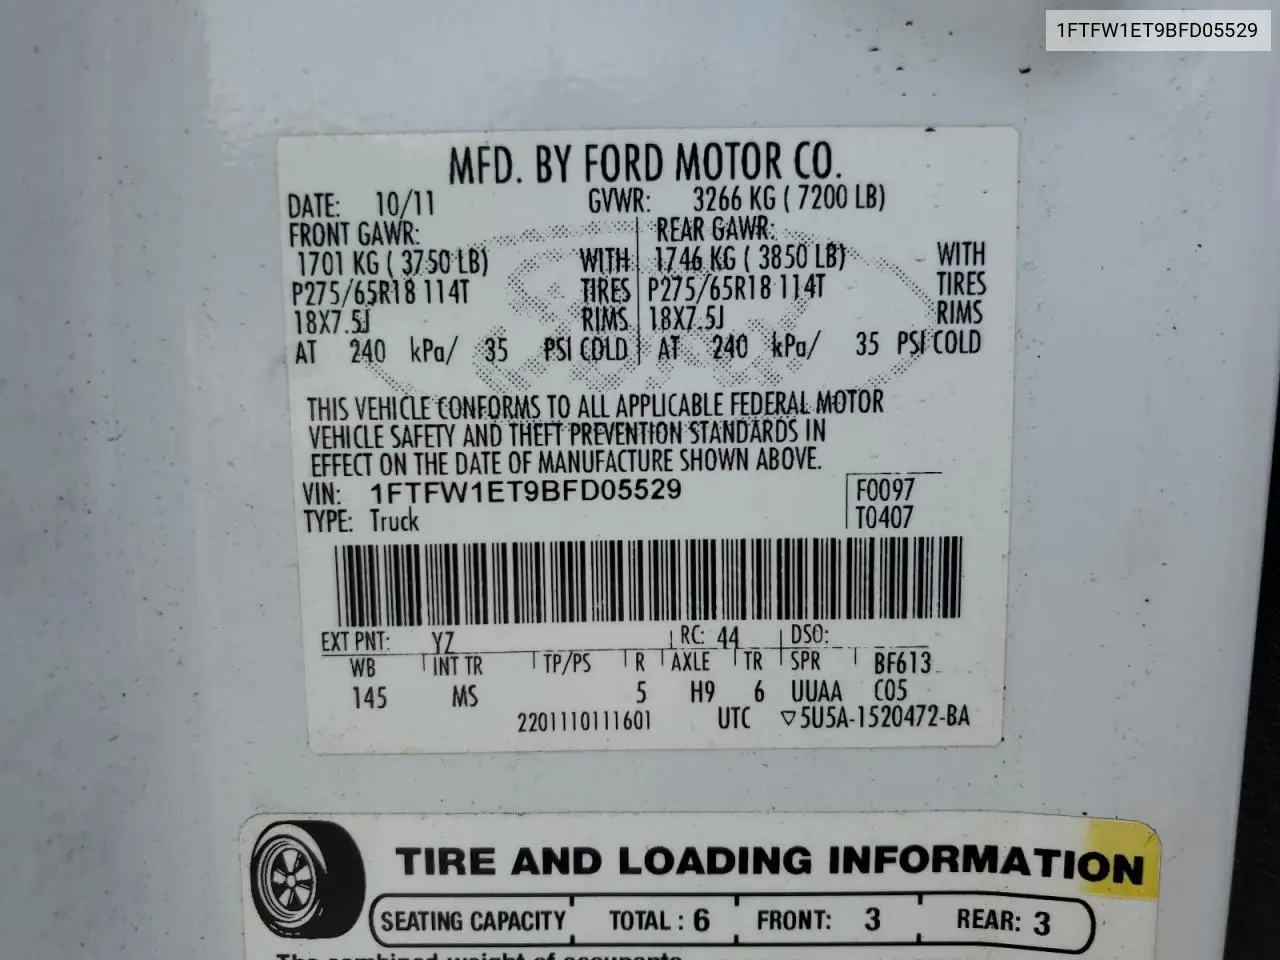 1FTFW1ET9BFD05529
MFD. BY FORD MOTOR CO.
DATE: 10/11 GVWR: 3266 KG ( 7200 LB)
FRONT GAWR: REAR GAWR:
1701 KG ( 3750 LB) WITH 1746 KG ( 3850 LB) WITH
P275/65R18 114T TIRES P275/65R18 114T TIRES
18X7.5J RIMS 18X7.5J RIMS
AT 240 kPa/ 35 PSI COLD AT 240 kPa/ 35 PSI COLD
THIS VEHICLE CONFORMS TO ALL APPLICABLE FEDERAL MOTOR
VEHICLE SAFETY AND THEFT PREVENTION STANDARDS IN
EFFECT ON THE DATE OF MANUFACTURE SHOWN ABOVE.
VIN: 1FTFW1ET9BFD05529 F0097
TYPE: Truck T0407
EXT PNT: YZ RC: 44 DSO:
WB INT TR TP/PS R AXLE TR SPR BF613
145 MS 5 H9 6 UUAA C05
2201110111601 UTC ▽5U5A-1520472-BA
TIRE AND LOADING INFORMATION
SEATING CAPACITY TOTAL : 6 FRONT: 3 REAR: 3
The combined weight of occupants